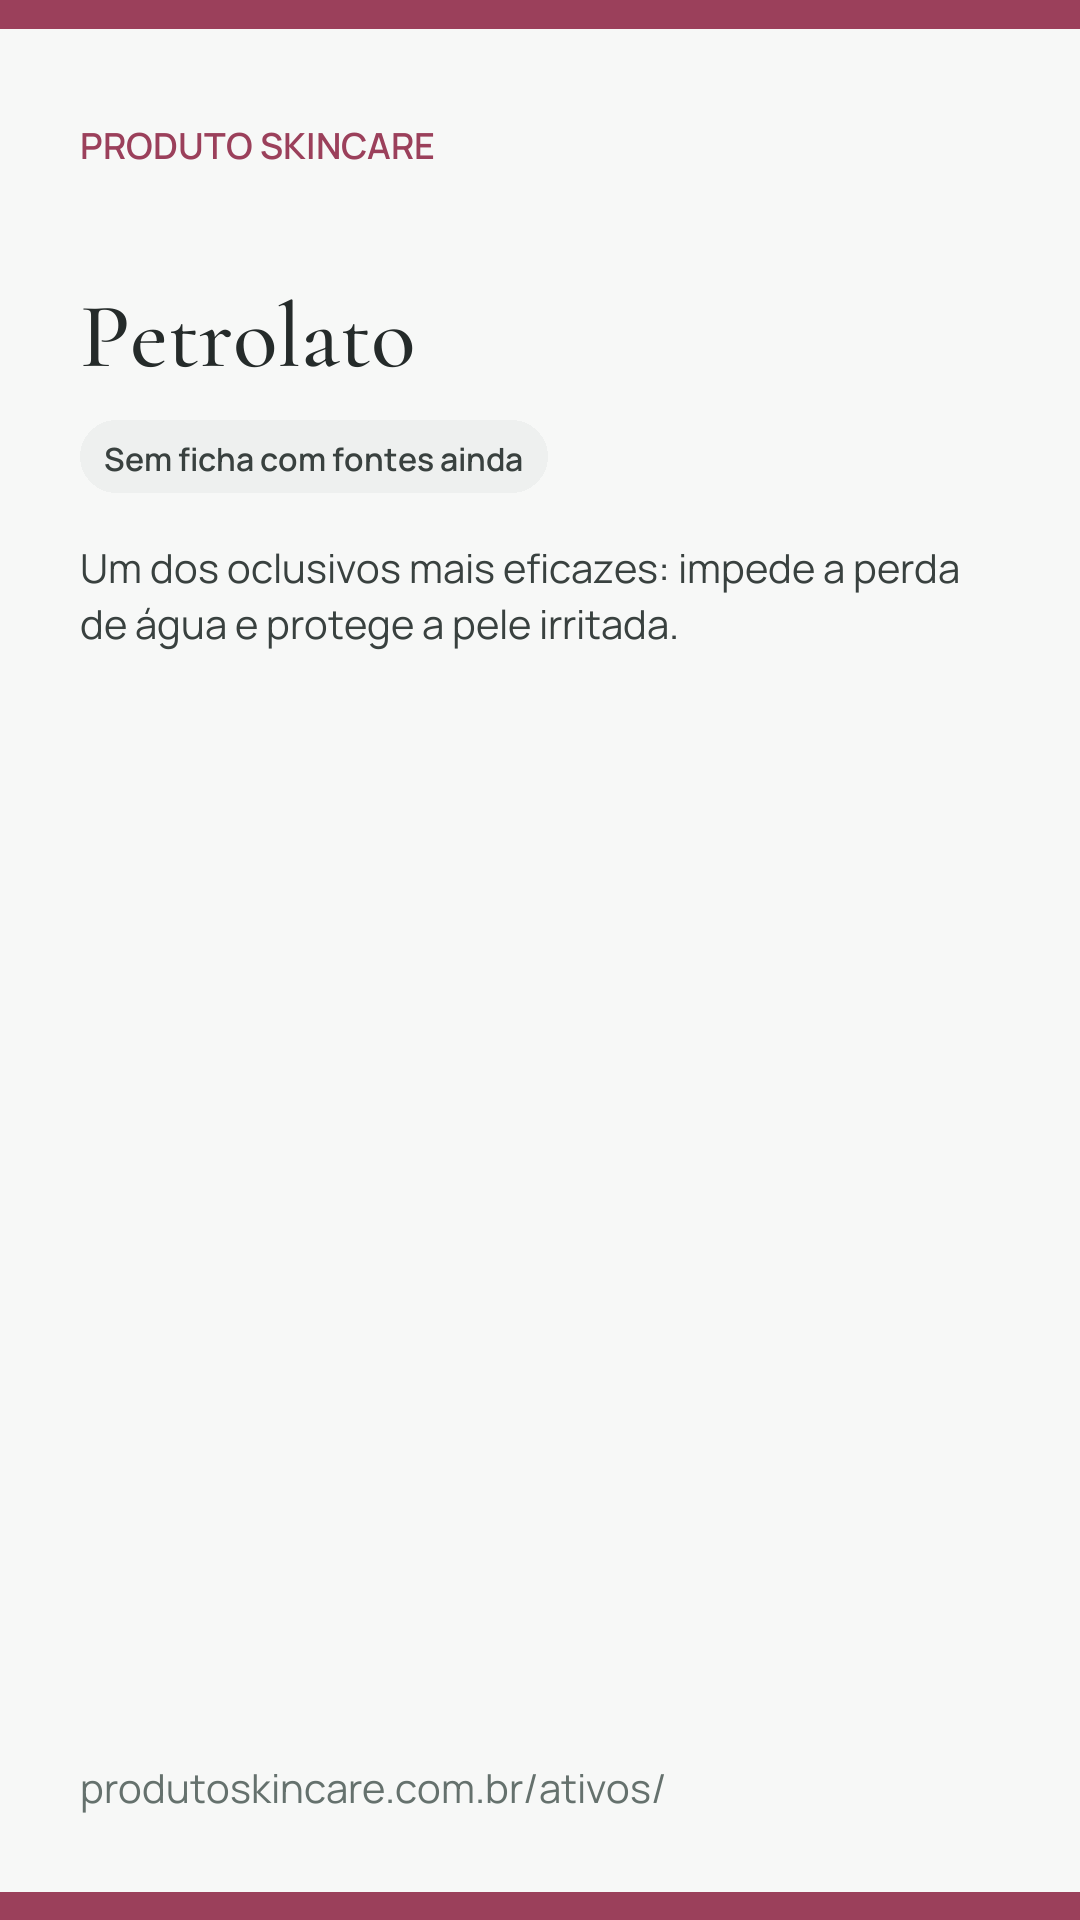 PRODUTO SKINCARE
Petrolato
Sem ficha com fontes ainda
Um dos oclusivos mais eficazes: impede a perda
de água e protege a pele irritada.
produtoskincare.com.br/ativos/